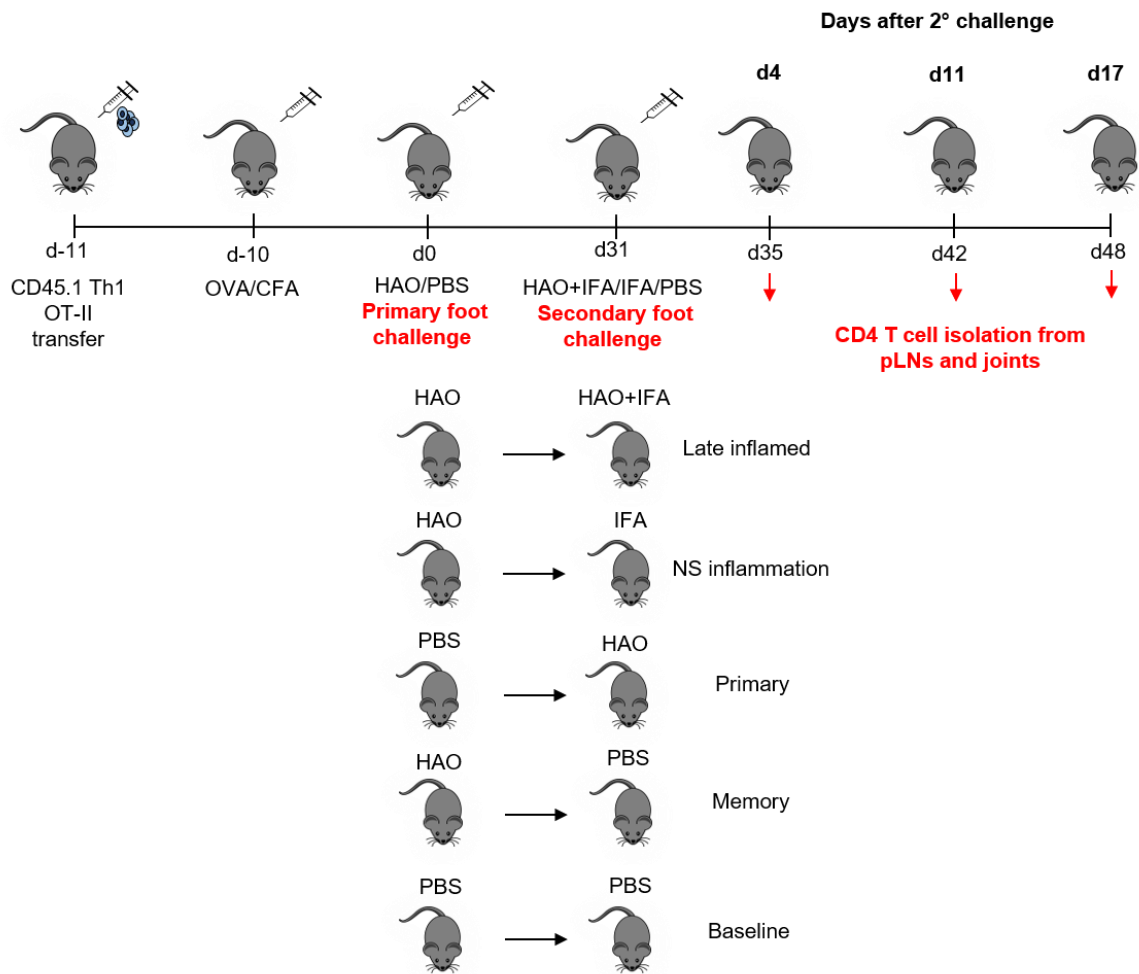 Days after 2° challenge
d4
d11
d17
d-11
d-10
d0
d31
d35
d42
d48
CD45.1 Th1
OT-II
transfer
OVA/CFA
HAO/PBS
Primary foot
challenge
HAO+IFA/IFA/PBS
Secondary foot
challenge
CD4 T cell isolation from
pLNs and joints
HAO
HAO+IFA
Late inflamed
HAO
IFA
NS inflammation
PBS
HAO
Primary
HAO
PBS
Memory
PBS
PBS
Baseline